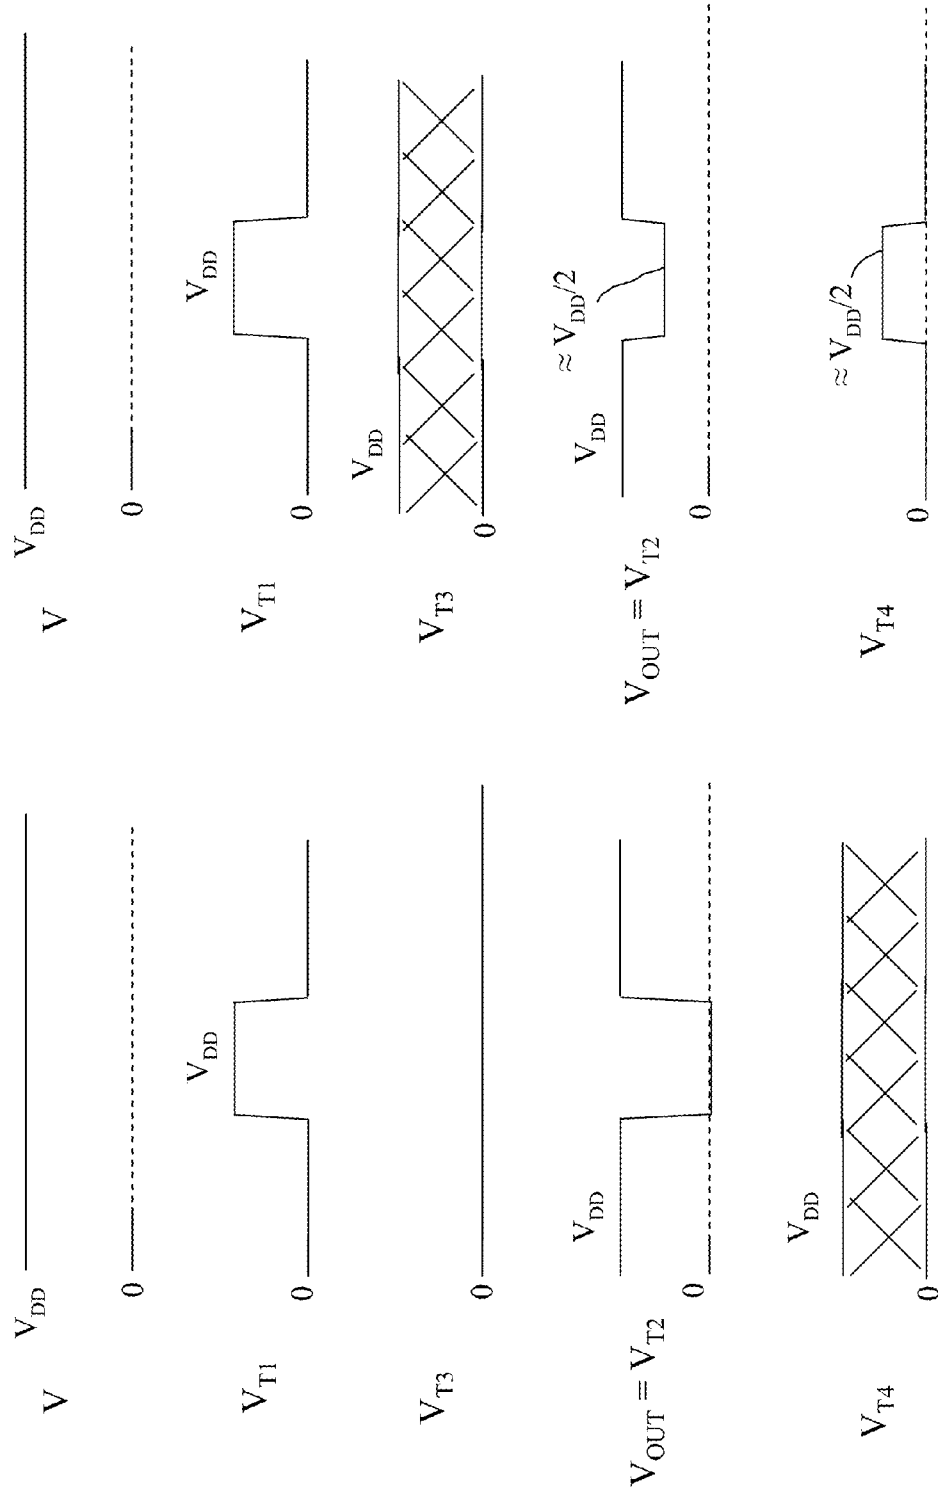 V
V_DD
0
V_T1
V_DD
0
V_T3
0
V_OUT = V_T2
V_DD
0
V_T4
V_DD
0
V
V_DD
0
V_T1
V_DD
0
V_T3
V_DD
0
V_OUT = V_T2
V_DD
≈ V_DD/2
0
V_T4
≈ V_DD/2
0